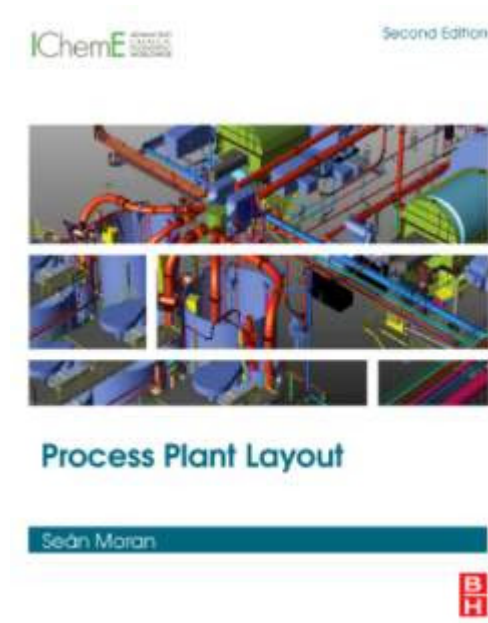 IChemE
Second Edition
Process Plant Layout
Seán Moran
B
H